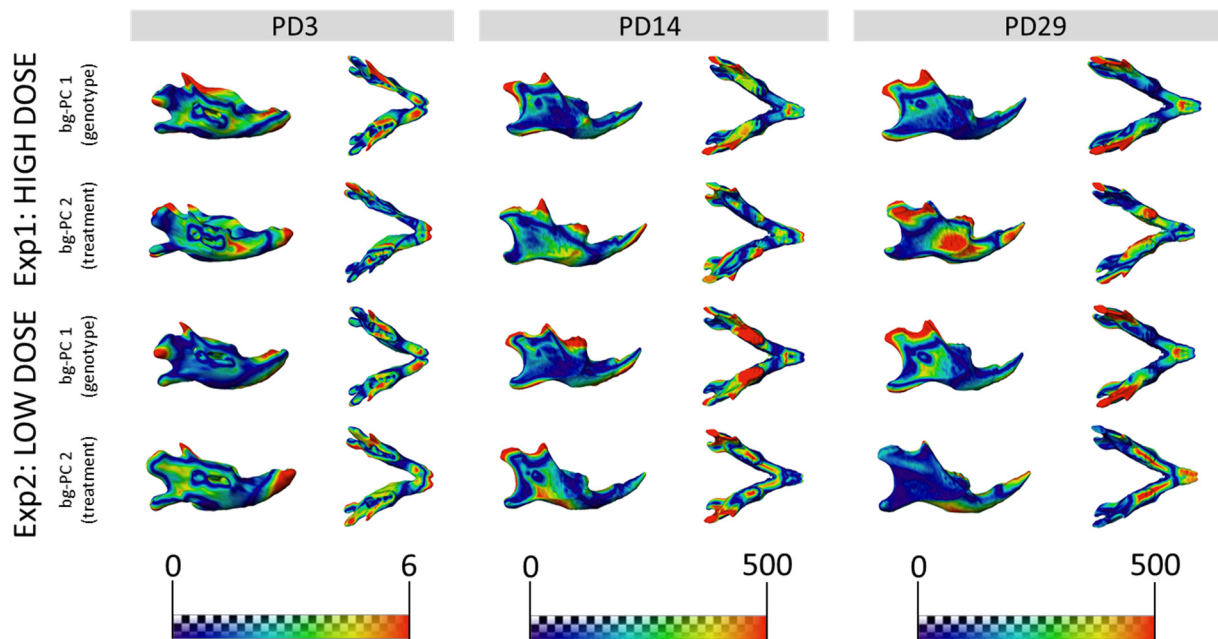 PD3
PD14
PD29
Exp1: HIGH DOSE
bg-PC 1
(genotype)
bg-PC 2
(treatment)
Exp2: LOW DOSE
bg-PC 1
(genotype)
bg-PC 2
(treatment)
0
6
0
500
0
500